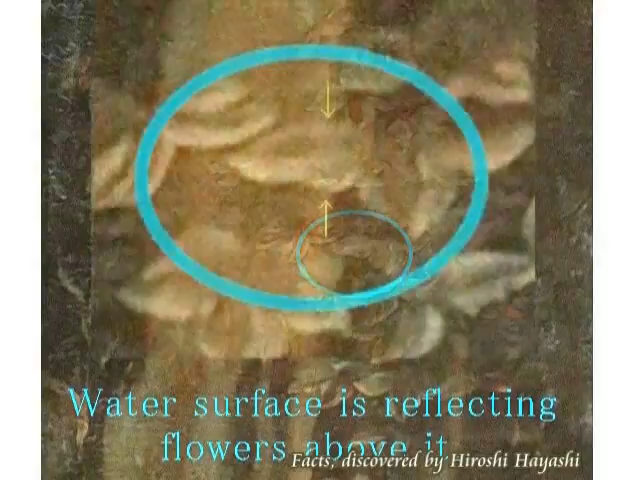 Water surface is reflecting
flowers above it.
Facts, discovered by Hiroshi Hayashi